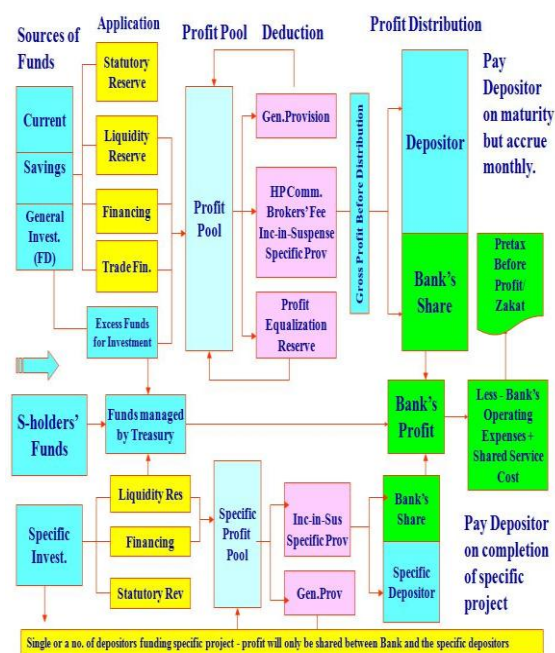 Sources of
Funds
Application
Profit Pool
Deduction
Profit Distribution
Current
Savings
General
Invest.
(FD)
Statutory
Reserve
Liquidity
Reserve
Financing
Trade Fin.
Excess Funds
for Investment
Profit
Pool
Gen.Provision
HP Comm.
Brokers' Fee
Inc-in-Suspense
Specific Prov
Profit
Equalization
Reserve
Gross Profit Before Distribution
Depositor
Bank's
Share
Pay
Depositor
on maturity
but accrue
monthly.
Pretax
Before
Profit/
Zakat
S-holders'
Funds
Funds managed
by Treasury
Bank's
Profit
Less - Bank's
Operating
Expenses+
Shared Service
Cost
Specific
Invest.
Liquidity Res
Financing
Statutory Rev
Specific
Profit
Pool
Inc-in-Sus
Specific Prov
Gen.Prov
Bank's
Share
Specific
Depositor
Pay Depositor
on completion
of specific
project
Single or a no. of depositors funding specific project - profit will only be shared between Bank and the specific depositors